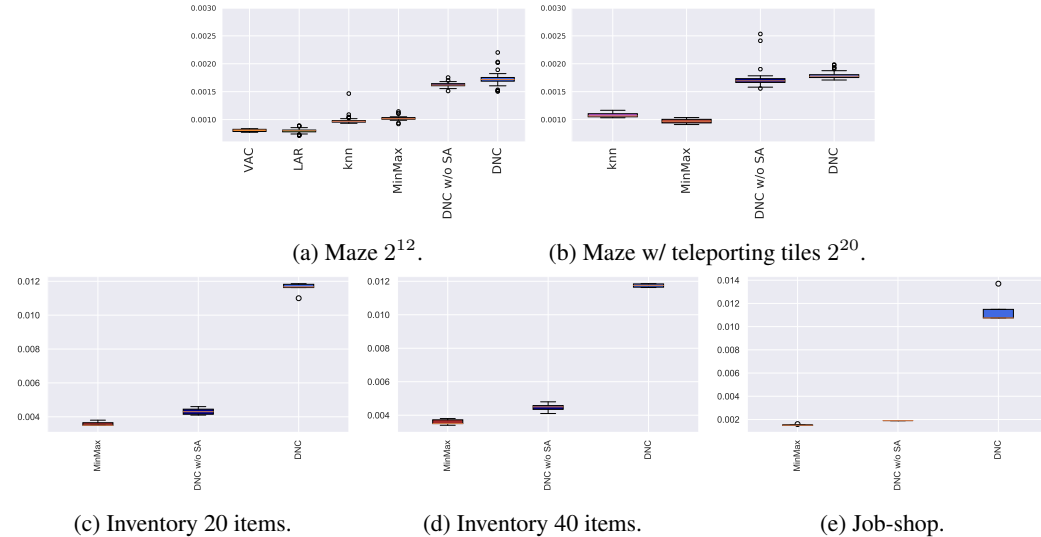 0.0030
0.0025
0.0020
0.0015
0.0010
VAC
LAR
knn
MinMax
DNC w/o SA
DNC
0.0030
0.0025
0.0020
0.0015
0.0010
knn
MinMax
DNC w/o SA
DNC
(a) Maze 2^12.
(b) Maze w/ teleporting tiles 2^20.
0.012
0.010
0.008
0.006
0.004
MinMax
DNC w/o SA
DNC
0.012
0.010
0.008
0.006
0.004
MinMax
DNC w/o SA
DNC
0.014
0.012
0.010
0.008
0.006
0.004
0.002
MinMax
DNC w/o SA
DNC
(c) Inventory 20 items.
(d) Inventory 40 items.
(e) Job-shop.